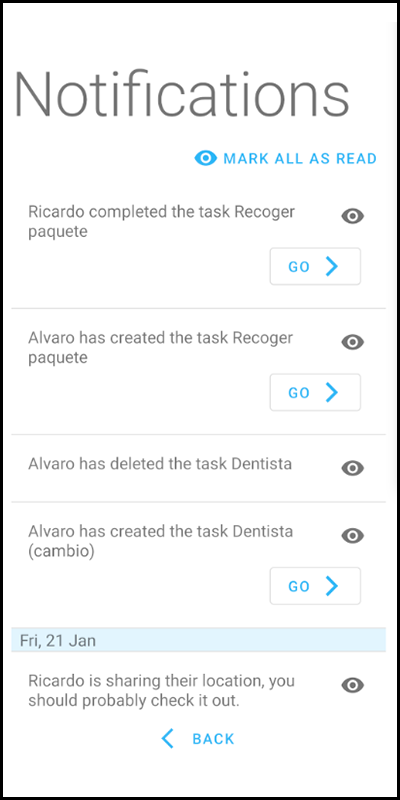 Notifications
MARK ALL AS READ
Ricardo completed the task Recoger
paquete
GO
Alvaro has created the task Recoger
paquete
GO
Alvaro has deleted the task Dentista
Alvaro has created the task Dentista
(cambio)
GO
Fri, 21 Jan
Ricardo is sharing their location, you
should probably check it out.
BACK